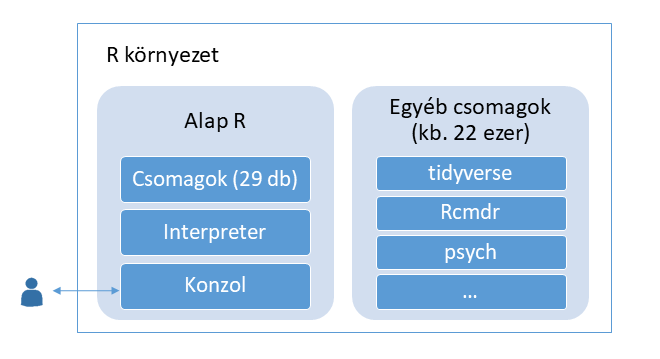 R környezet
Alap R
Csomagok (29 db)
Interpreter
Konzol
Egyéb csomagok
(kb. 22 ezer)
tidyverse
Rcmdr
psych
...